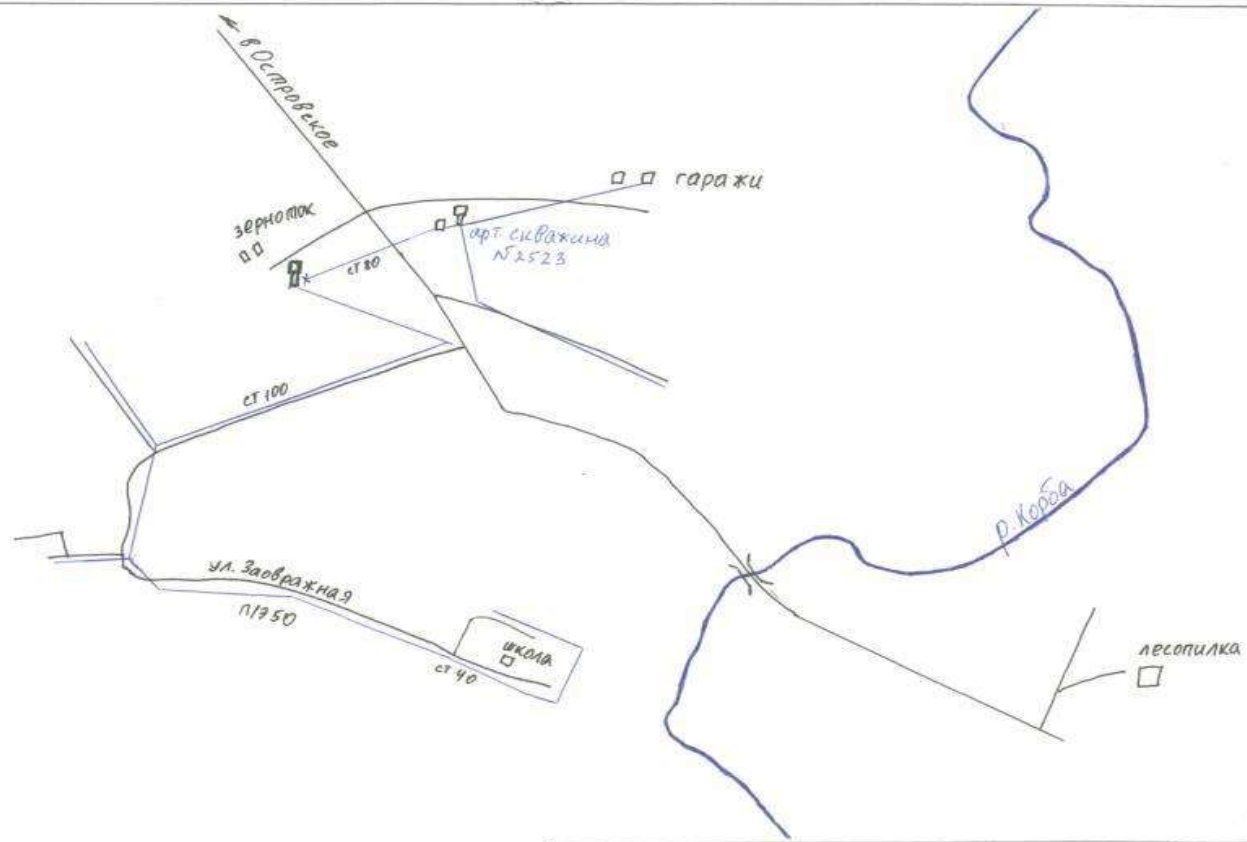 в Островское
гаражи
зерноток
арт. скважина
№2523
ст 80
ст 100
р. Корба
ул. Заовражная
п/э 50
школа
ст 40
лесопилка